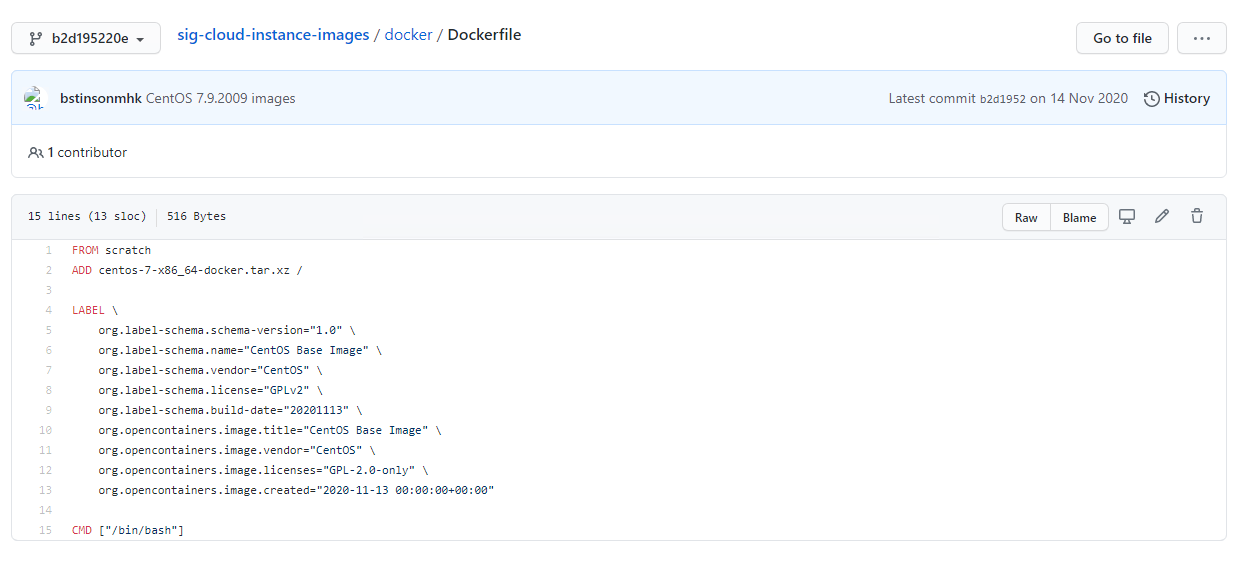 b2d195220e
sig-cloud-instance-images / docker / Dockerfile
Go to file
...
bstinsonmhk CentOS 7.9.2009 images
Latest commit b2d1952 on 14 Nov 2020
History
1 contributor
15 lines (13 sloc)
516 Bytes
Raw
Blame
1 FROM scratch
2 ADD centos-7-x86_64-docker.tar.xz /
3
4 LABEL \
5 org.label-schema.schema-version="1.0" \
6 org.label-schema.name="CentOS Base Image" \
7 org.label-schema.vendor="CentOS" \
8 org.label-schema.license="GPLv2" \
9 org.label-schema.build-date="20201113" \
10 org.opencontainers.image.title="CentOS Base Image" \
11 org.opencontainers.image.vendor="CentOS" \
12 org.opencontainers.image.licenses="GPL-2.0-only" \
13 org.opencontainers.image.created="2020-11-13 00:00:00+00:00"
14
15 CMD ["/bin/bash"]